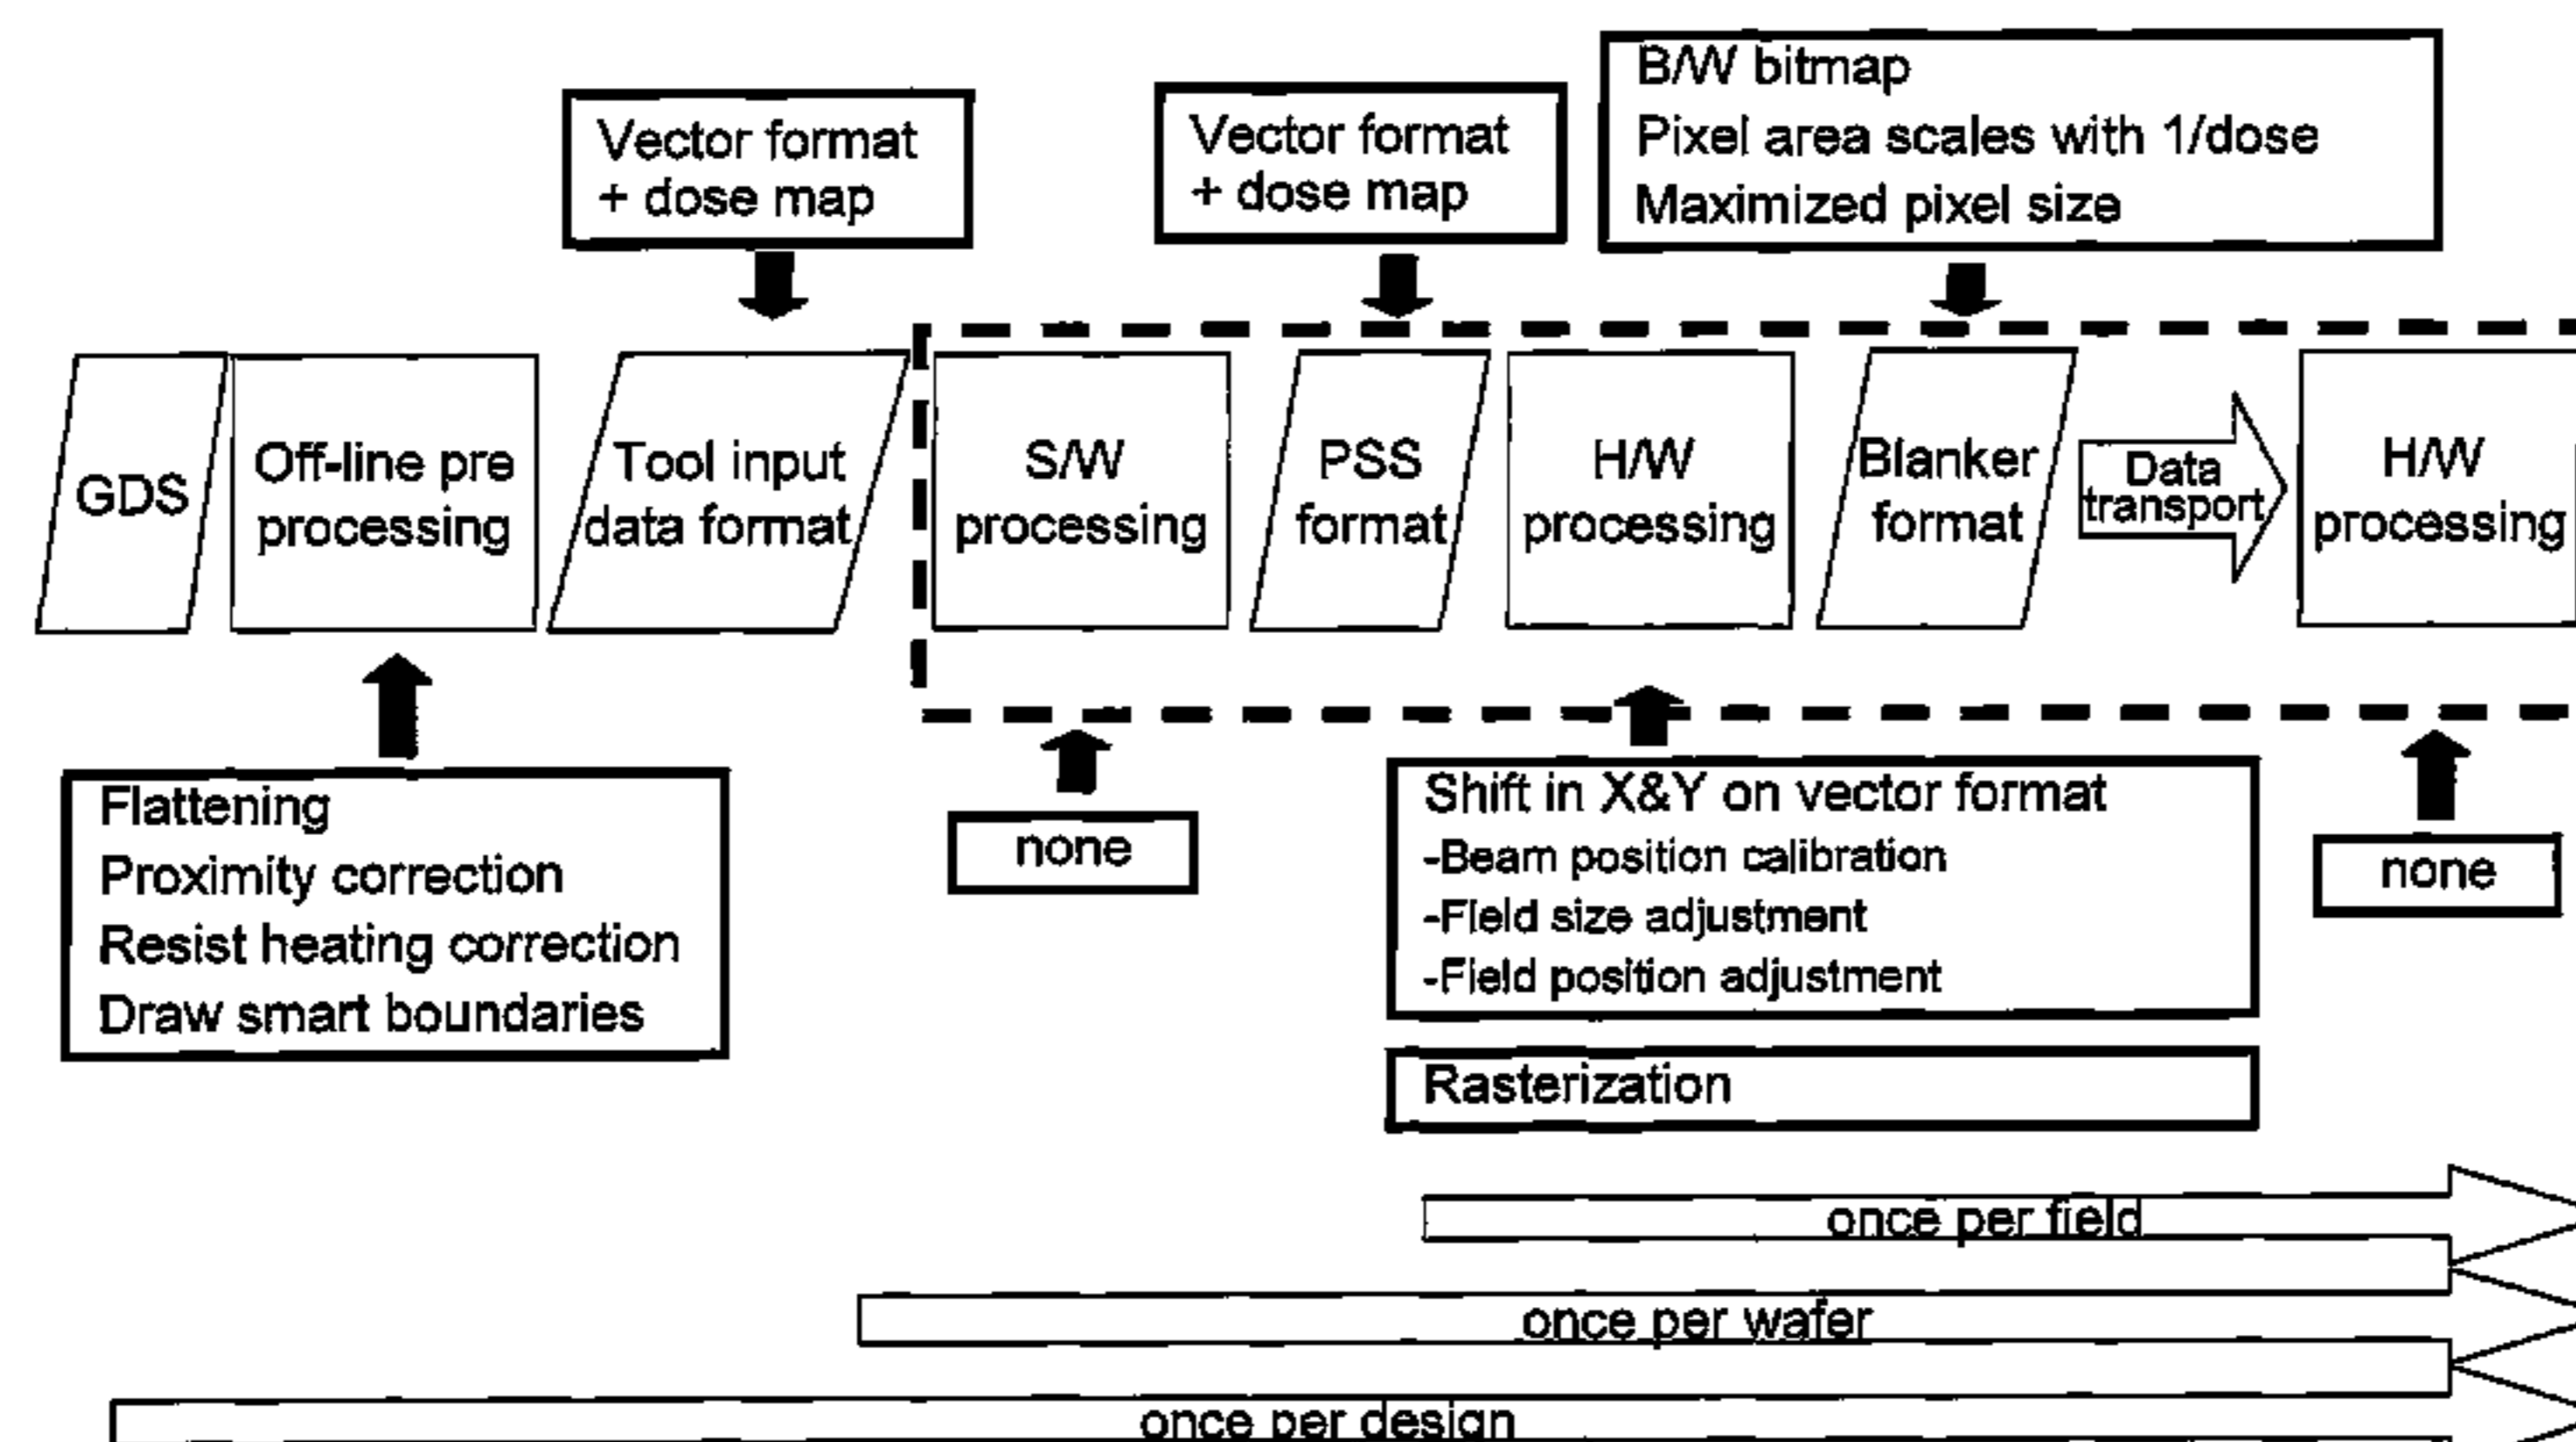 Vector format
+ dose map
Vector format
+ dose map
B/W bitmap
Pixel area scales with 1/dose
Maximized pixel size
GDS
Off-line pre
processing
Tool input
data format
S/W
processing
PSS
format
H/W
processing
Blanker
format
Data
transport
H/W
processing
Flattening
Proximity correction
Resist heating correction
Draw smart boundaries
none
Shift in X&Y on vector format
-Beam position calibration
-Field size adjustment
-Field position adjustment
Rasterization
none
once per field
once per wafer
once per design